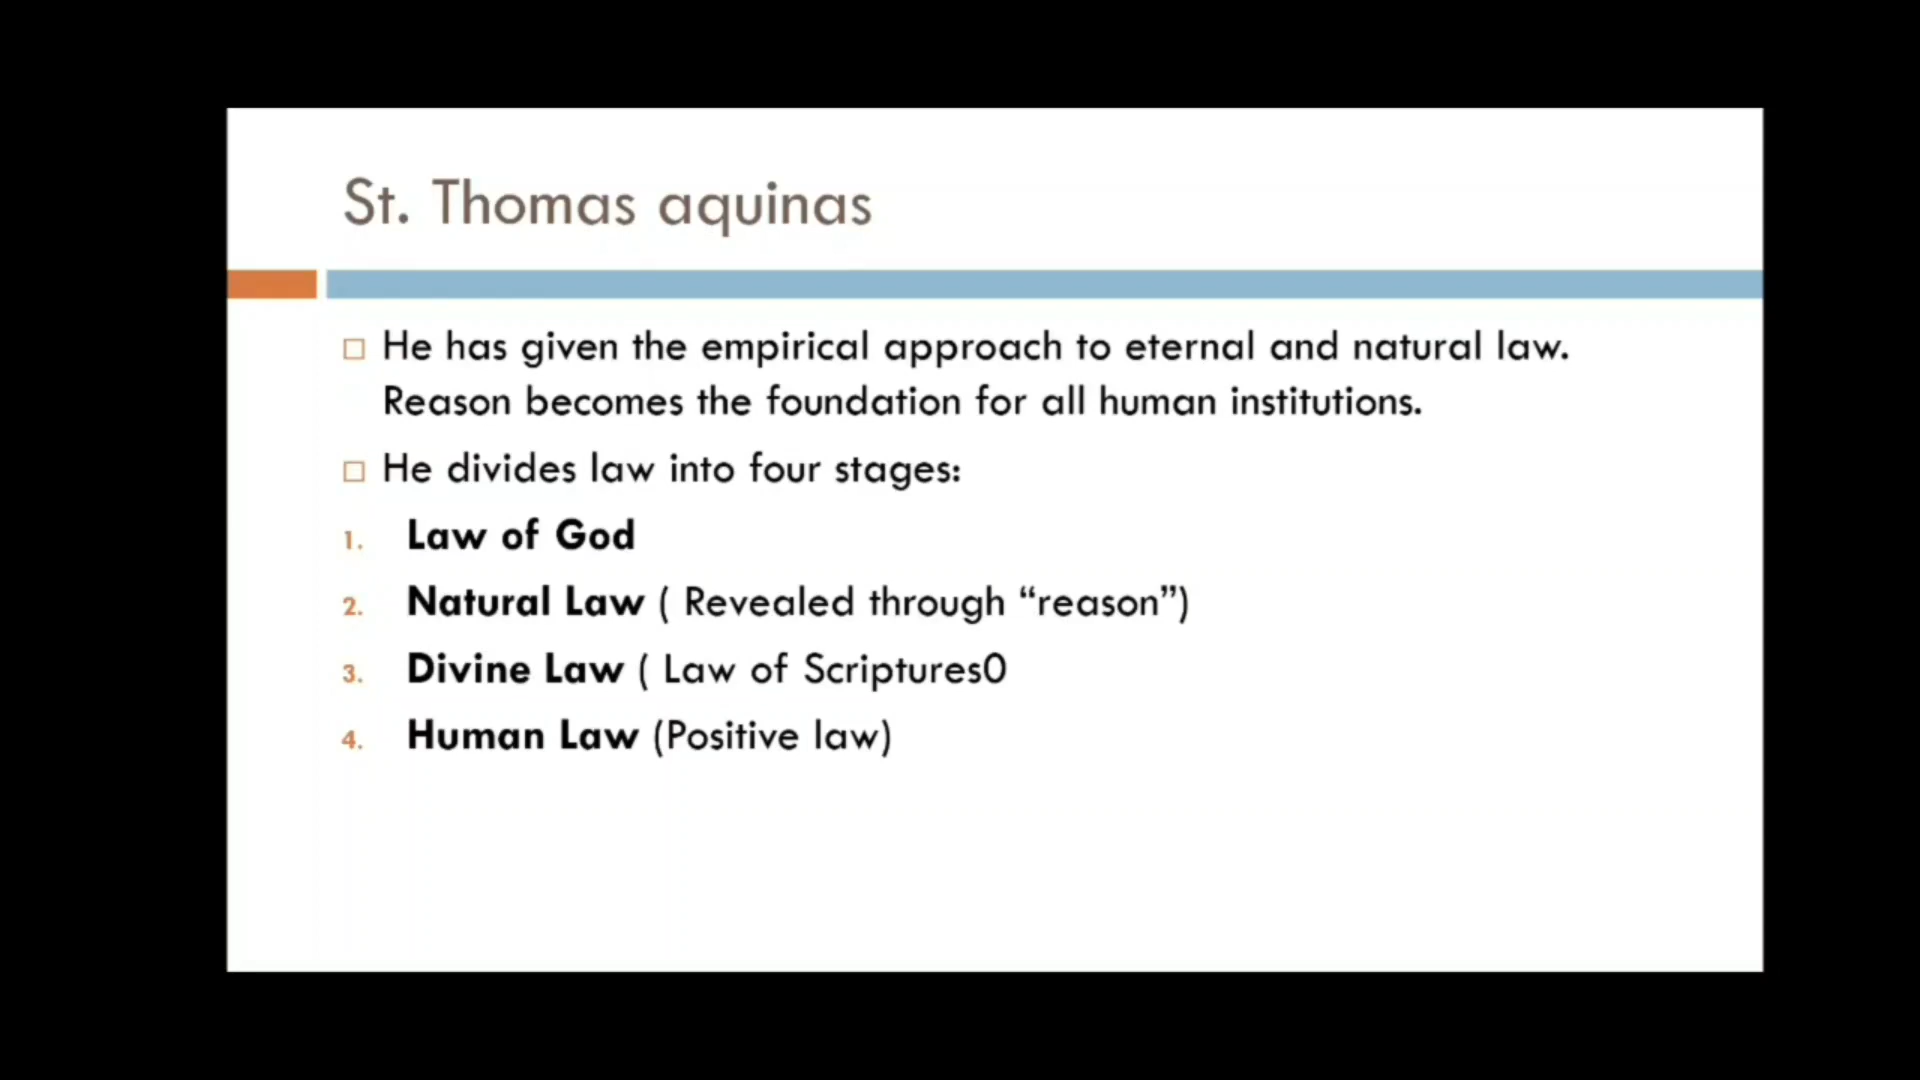 St. Thomas aquinas
He has given the empirical approach to eternal and natural law.
Reason becomes the foundation for all human institutions.
He divides law into four stages:
1. Law of God
2. Natural Law ( Revealed through “reason”)
3. Divine Law ( Law of Scriptures0
4. Human Law (Positive law)